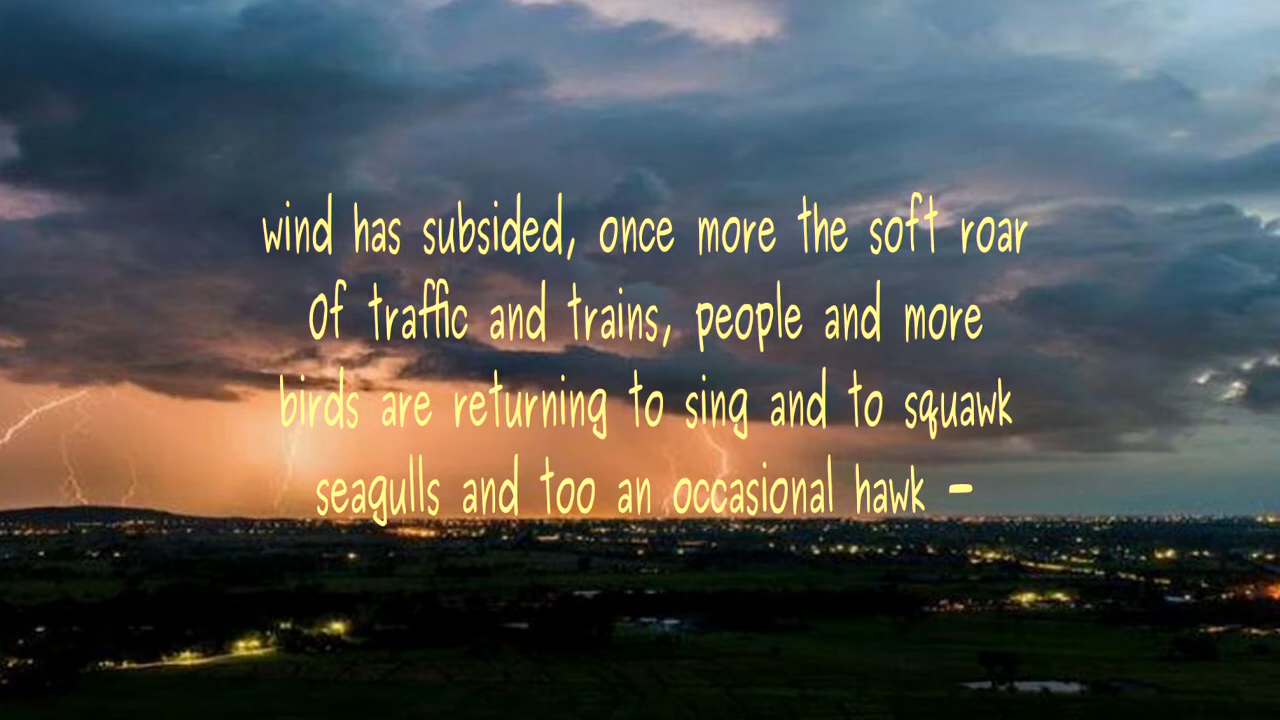 wind has subsided, once more the soft roar
Of traffic and trains, people and more
birds are returning to sing and to squawk
seagulls and too an occasional hawk –